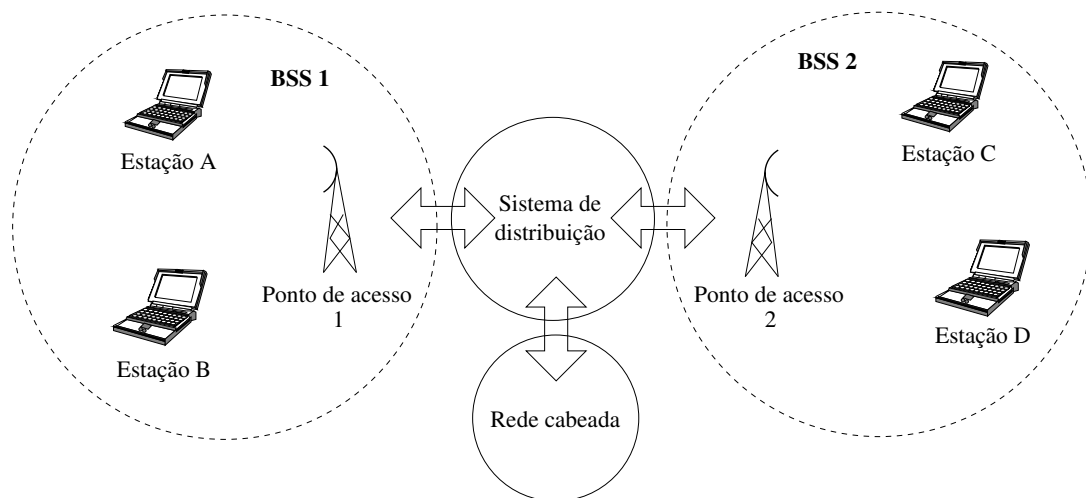 BSS 1
BSS 2
Estação A
Estação C
Sistema de
distribuição
Ponto de acesso
1
Ponto de acesso
2
Estação B
Estação D
Rede cabeada